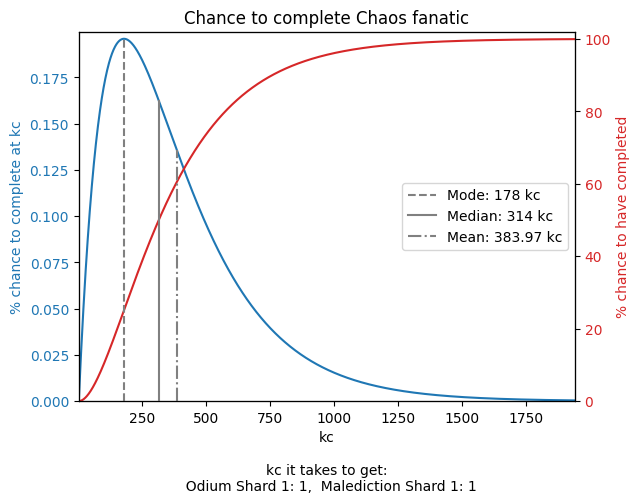 Chance to complete Chaos fanatic
% chance to complete at kc
0.175
0.150
0.125
0.100
0.075
0.050
0.025
0.000
Mode: 178 kc
Median: 314 kc
Mean: 383.97 kc
100
80
60
40
20
0
% chance to have completed
250 500 750 1000 1250 1500 1750
kc
kc it takes to get:
Odium Shard 1: 1, Malediction Shard 1: 1